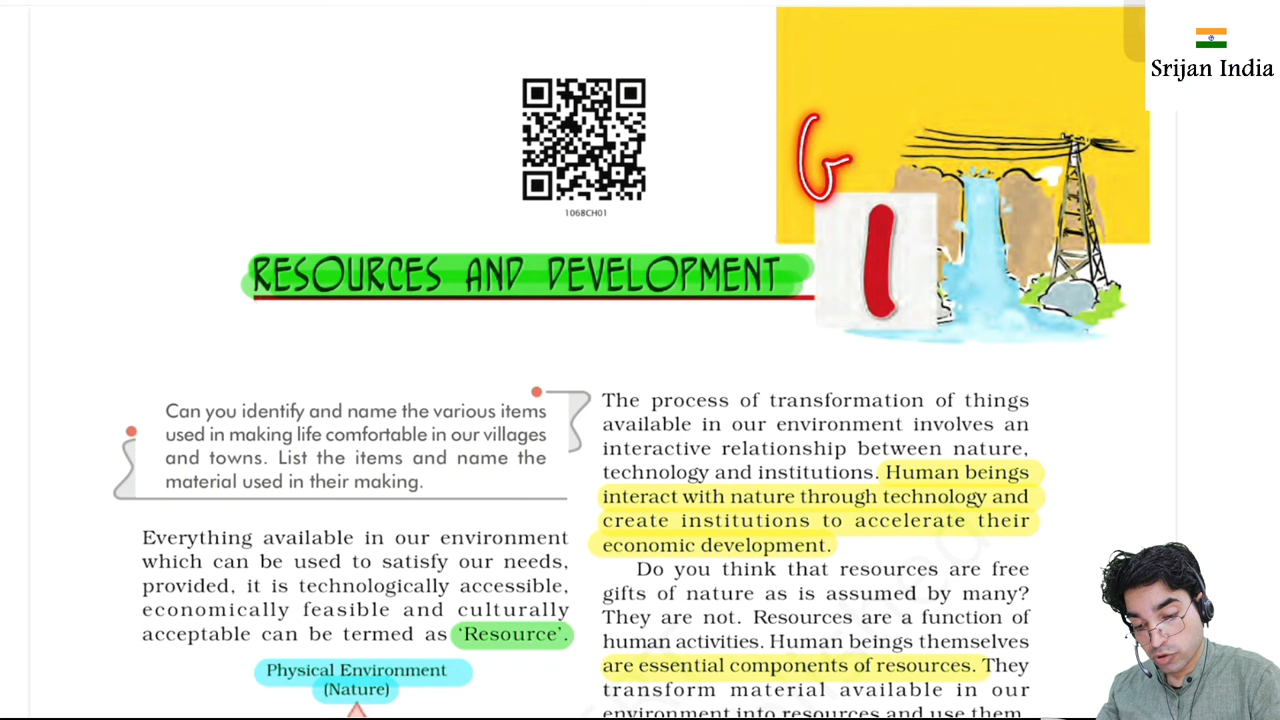 Srijan India
1068CH01
G
1
RESOURCES AND DEVELOPMENT
Can you identify and name the various items
used in making life comfortable in our villages
and towns. List the items and name the
material used in their making.
Everything available in our environment
which can be used to satisfy our needs,
provided, it is technologically accessible,
economically feasible and culturally
acceptable can be termed as ‘Resource’.
Physical Environment
(Nature)
The process of transformation of things
available in our environment involves an
interactive relationship between nature,
technology and institutions. Human beings
interact with nature through technology and
create institutions to accelerate their
economic development.
Do you think that resources are free
gifts of nature as is assumed by many?
They are not. Resources are a function of
human activities. Human beings themselves
are essential components of resources. They
transform material available in our
environment into resources and use them.